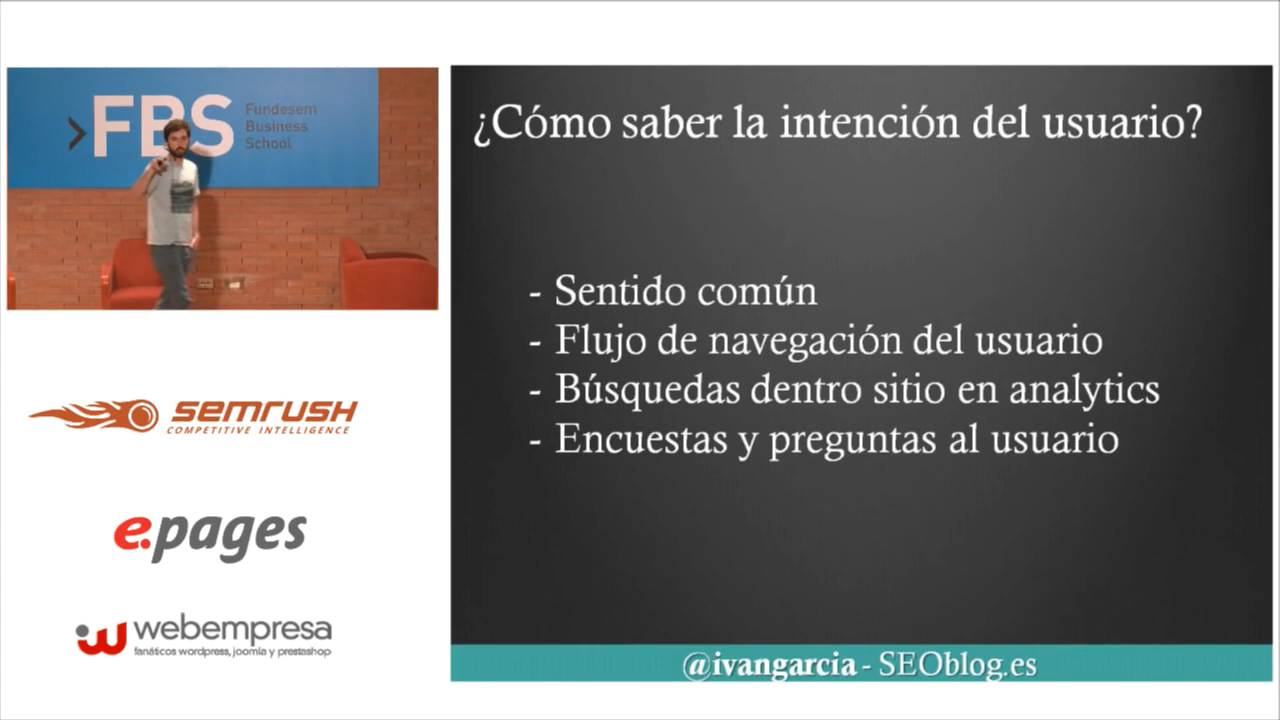 FBS
Fundesem
Business
School
¿Cómo saber la intención del usuario?
- Sentido común
- Flujo de navegación del usuario
- Búsquedas dentro sitio en analytics
- Encuestas y preguntas al usuario
semrush
COMPETITIVE INTELLIGENCE
e.pages
webempresa
fanáticos wordpress, joomla y prestashop
@ivangarcia - SEOblog.es